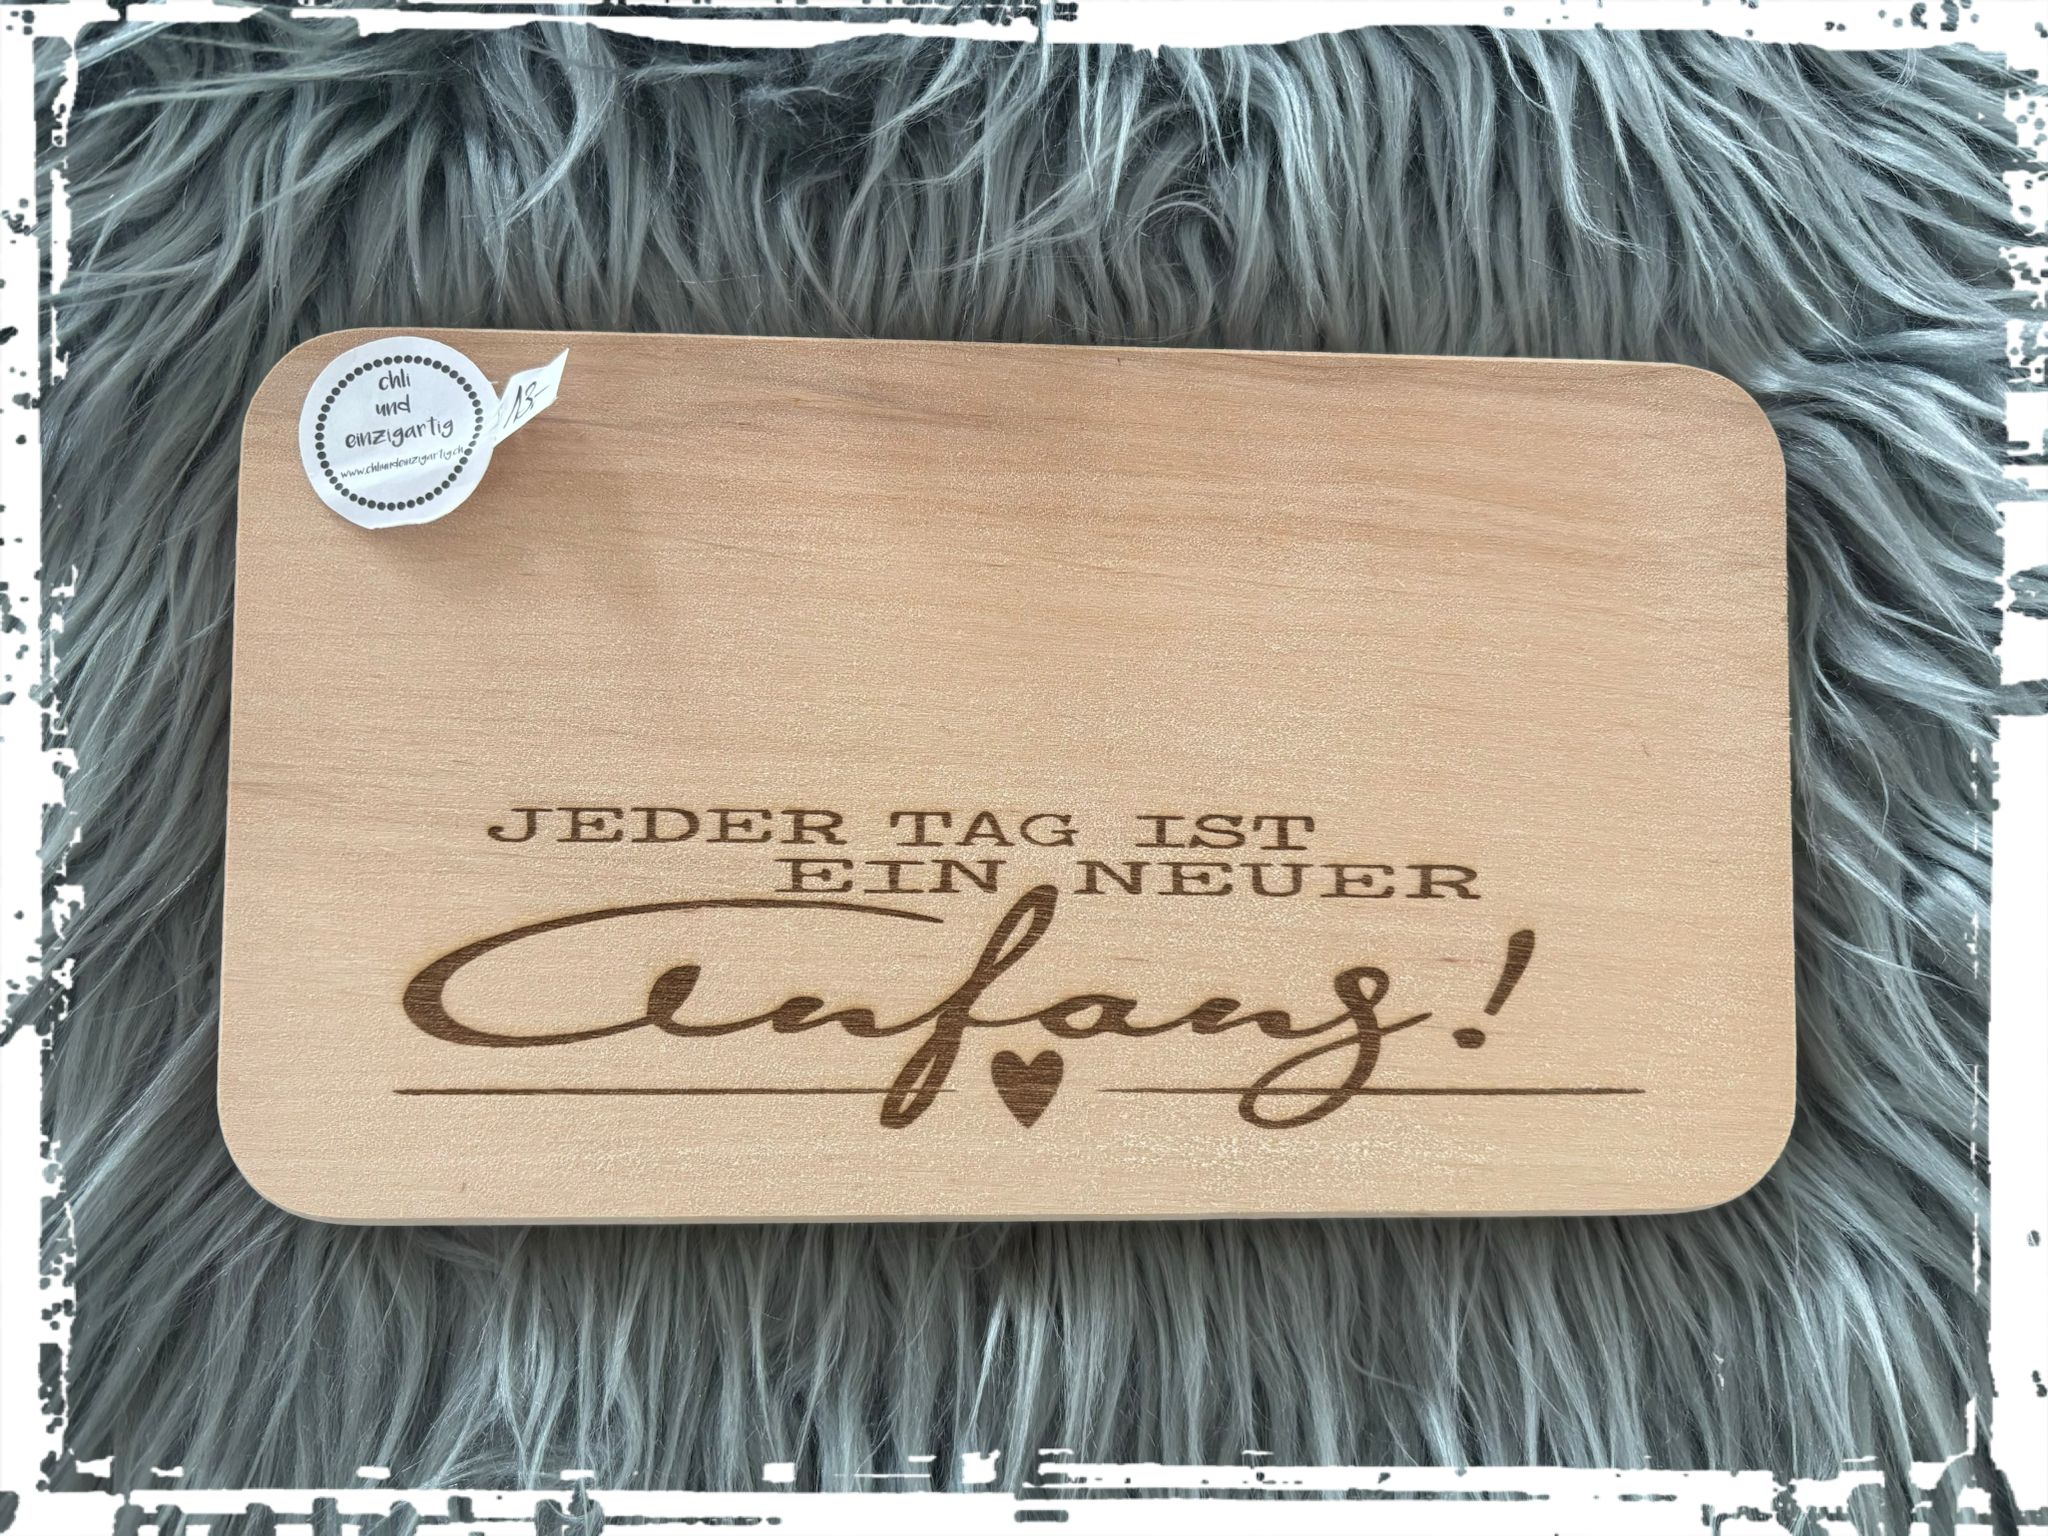 chli
und
einzigartig
www.chliundeinzigartig.ch
13.-
JEDER TAG IST
EIN NEUER
Anfang!